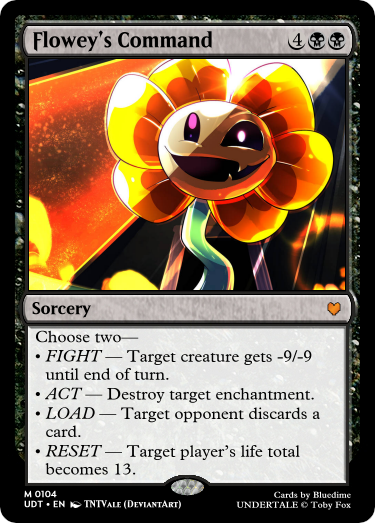 Flowey's Command 4
Sorcery
Choose two—
• FIGHT — Target creature gets -9/-9
until end of turn.
• ACT — Destroy target enchantment.
• LOAD — Target opponent discards a
card.
• RESET — Target player's life total
becomes 13.
M 0104
UDT • EN TNTVALE (DEVIANTART)
Cards by Bluedime
UNDERTALE © Toby Fox